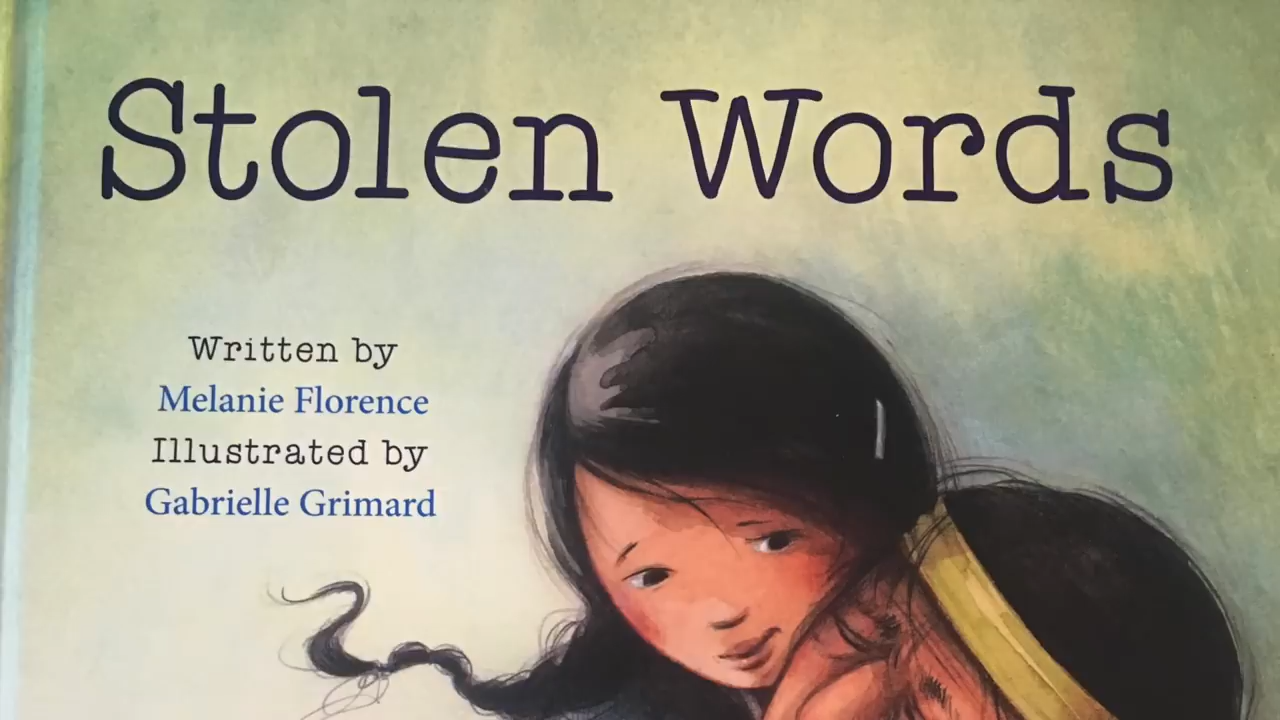 Stolen Words
Written by
Melanie Florence
Illustrated by
Gabrielle Grimard